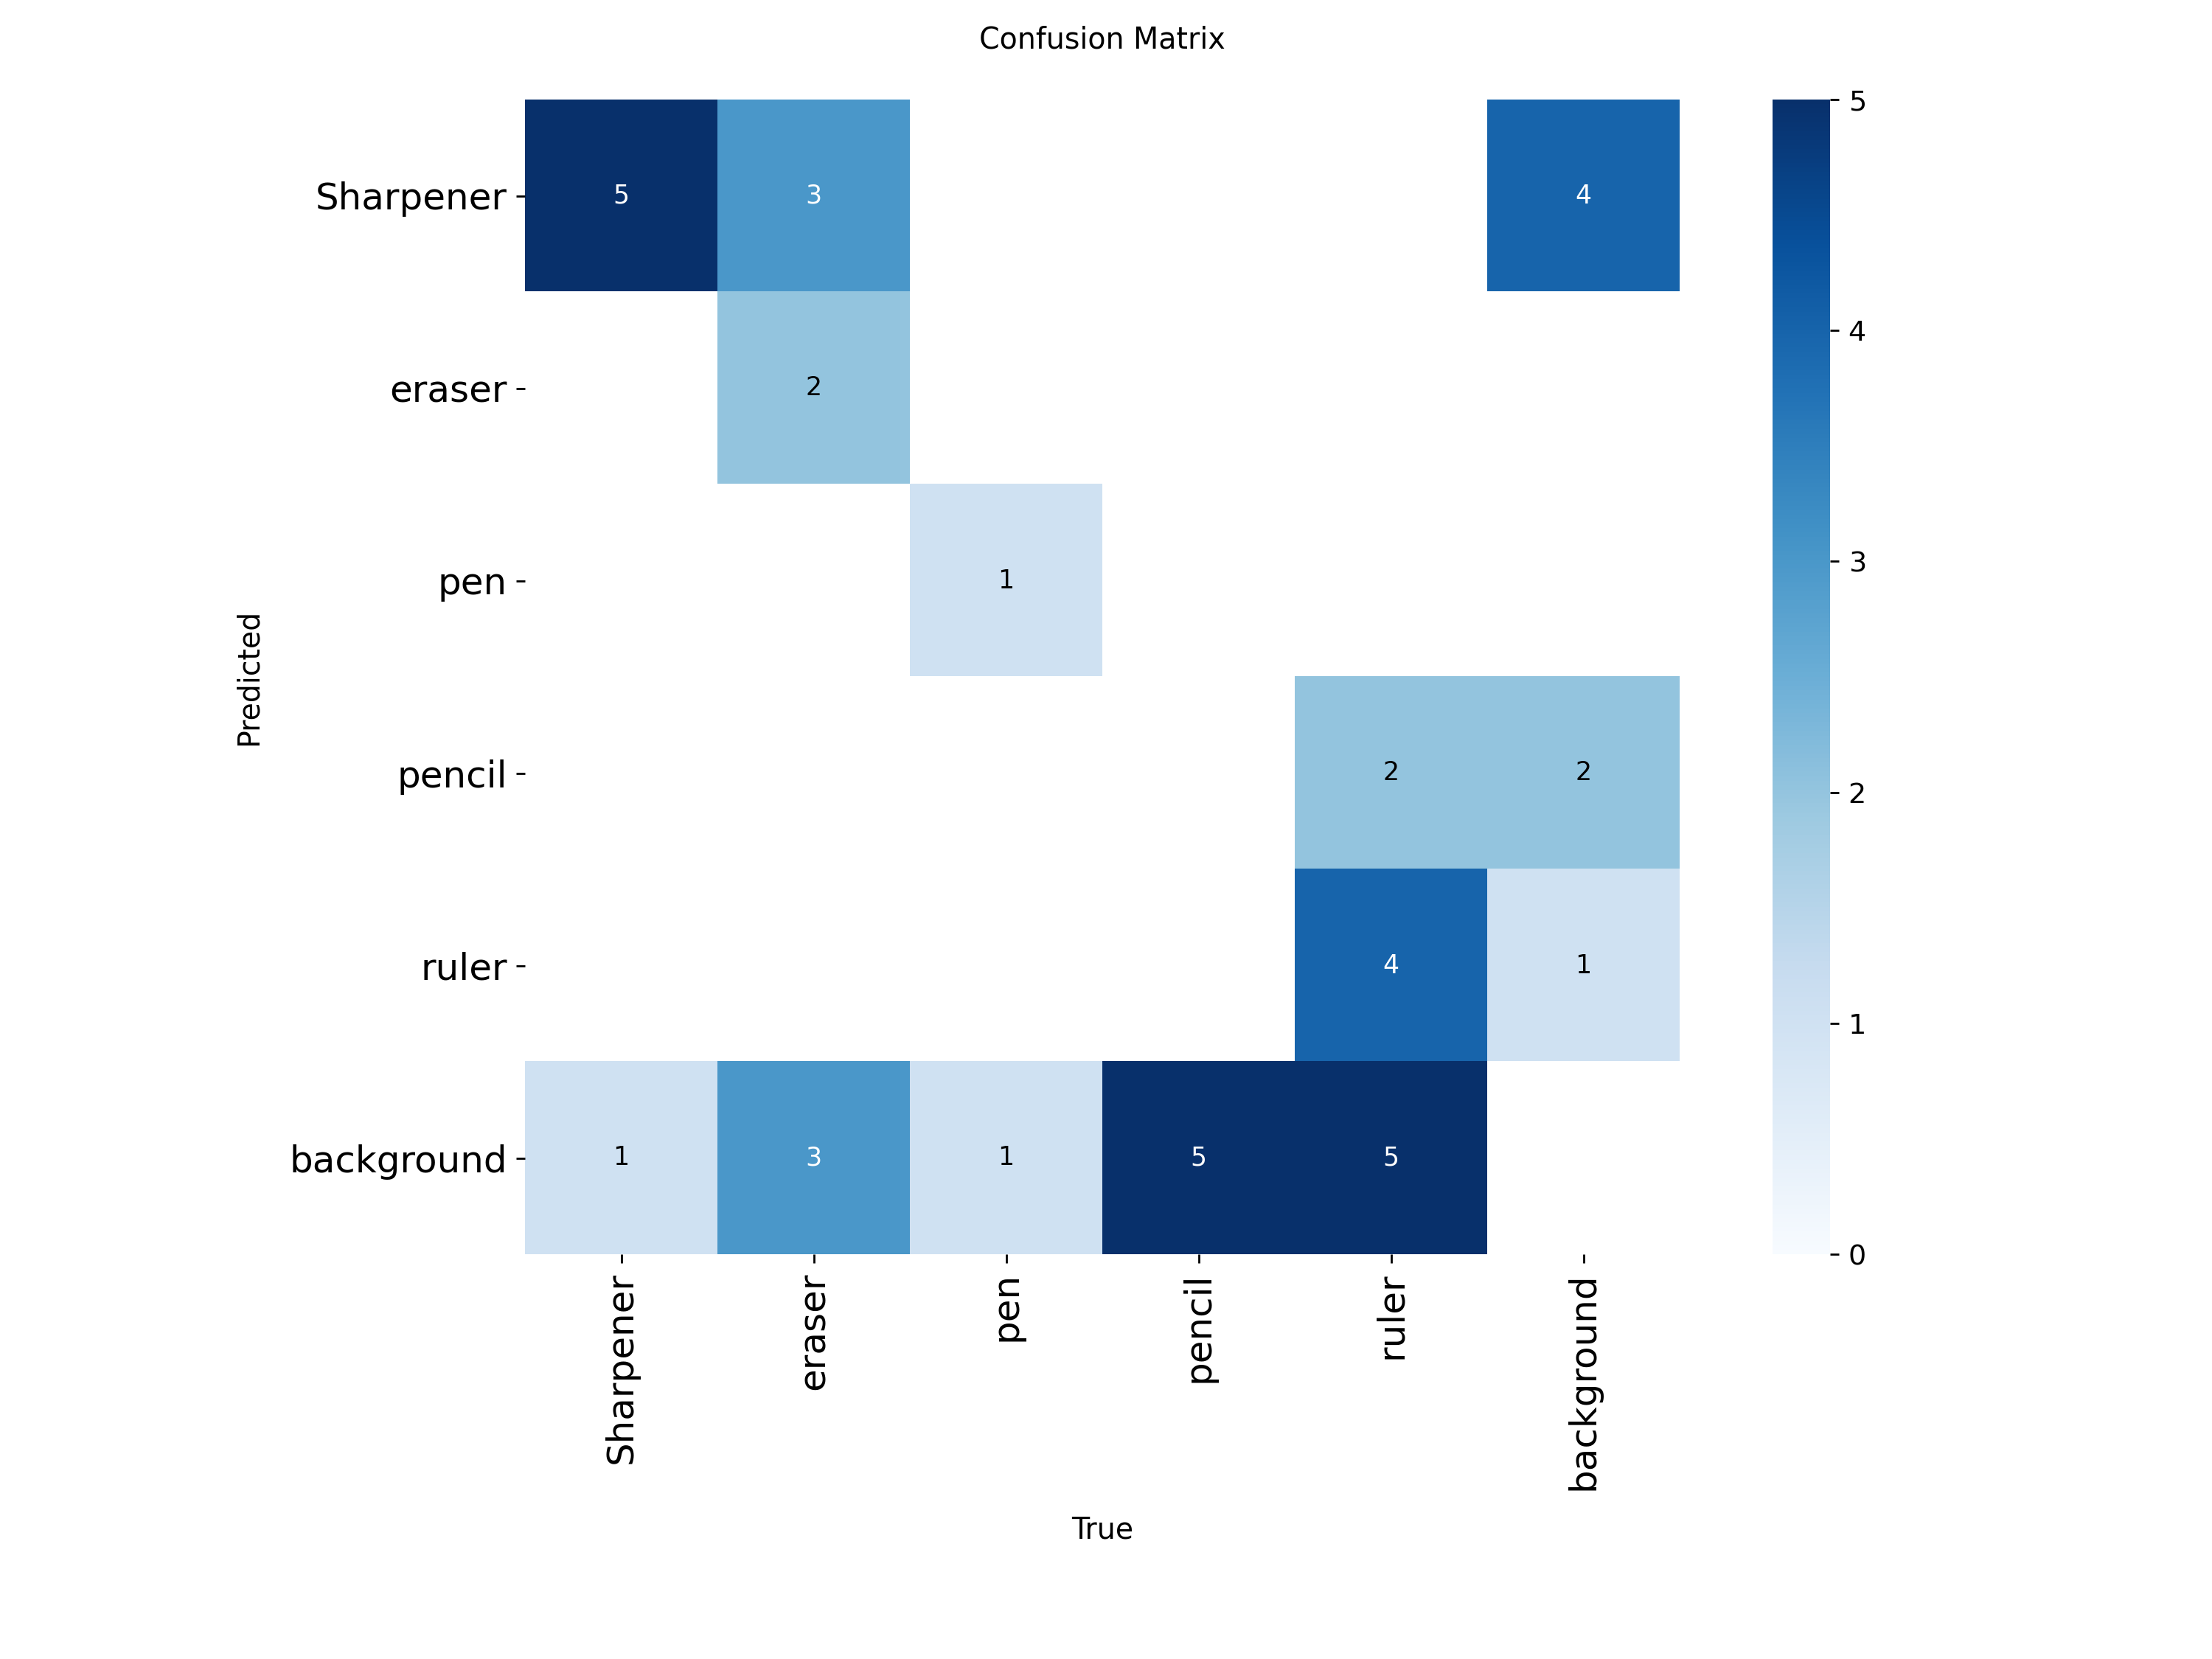 Confusion Matrix
Sharpener 5 3 4
eraser 2
pen 1
pencil 2 2
ruler 4 1
background 1 3 1 5 5
Predicted
Sharpener eraser pen pencil ruler background
True
5
4
3
2
1
0